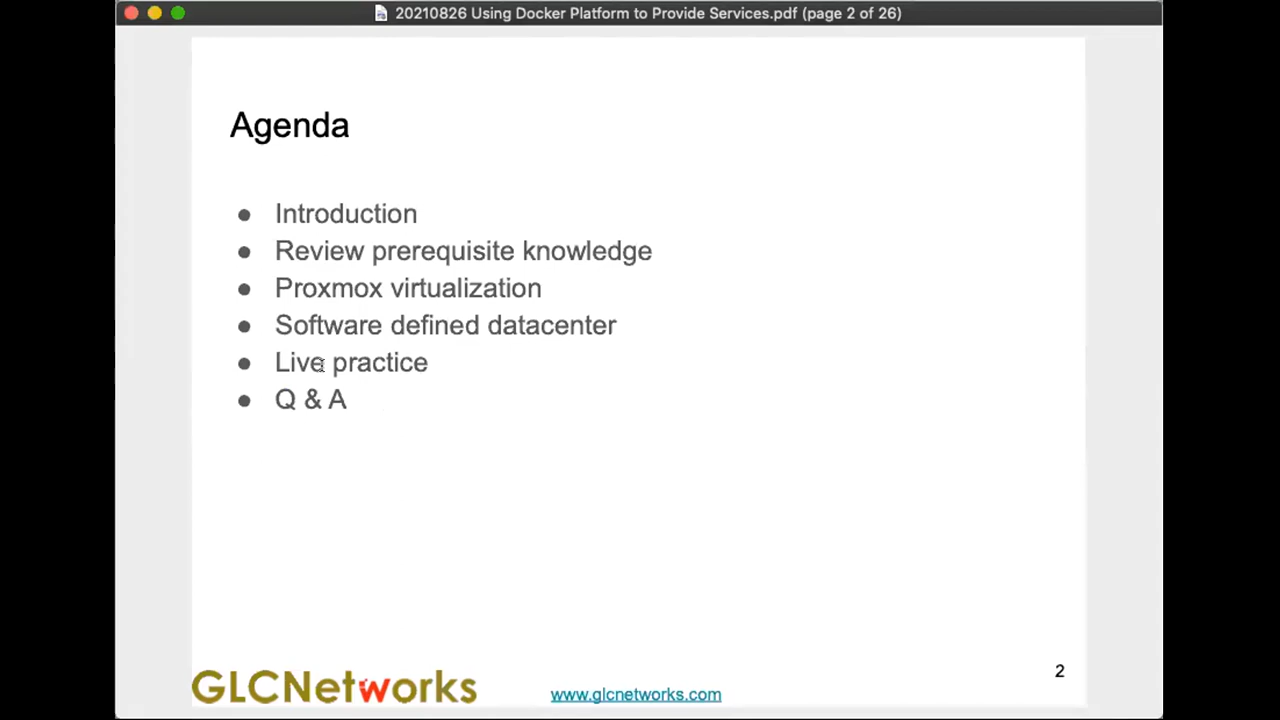 20210826 Using Docker Platform to Provide Services.pdf (page 2 of 26)
Agenda
● Introduction
● Review prerequisite knowledge
● Proxmox virtualization
● Software defined datacenter
● Live practice
● Q & A
2
GLCNetworks
www.glcnetworks.com